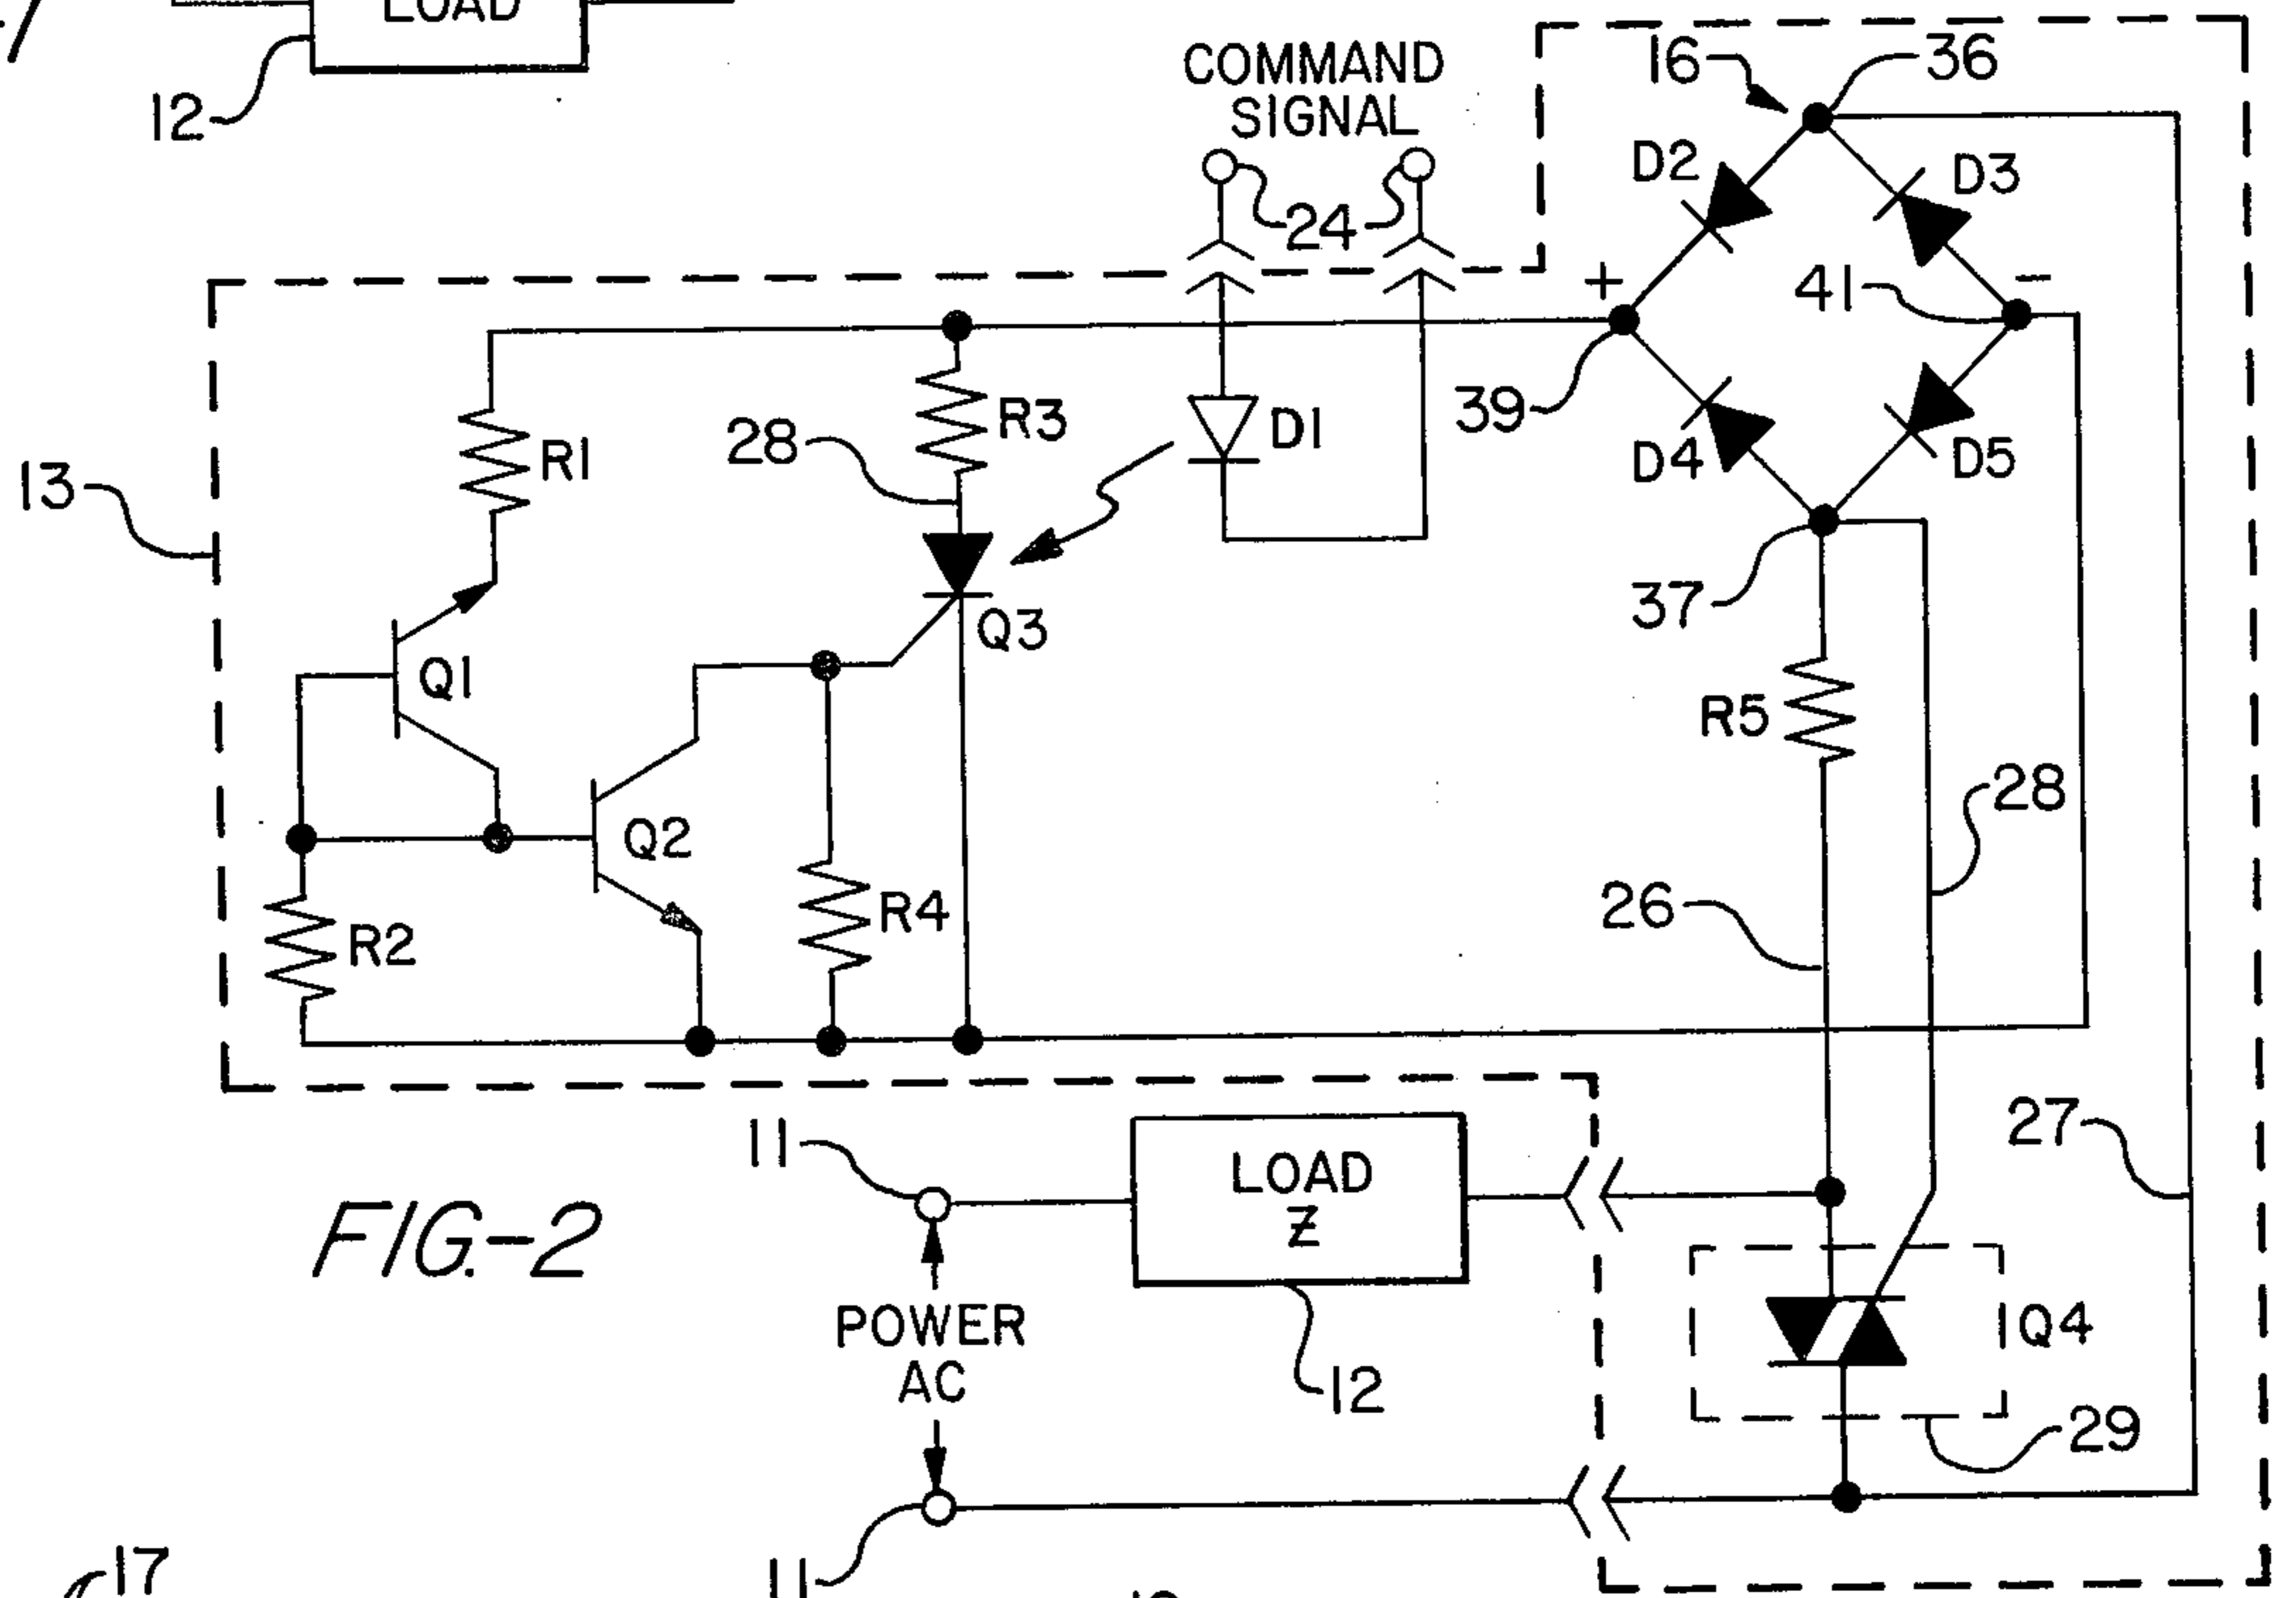 LOAD
12
COMMAND
SIGNAL
24
16
36
D2
D3
+
41
-
39
D4
D5
37
R1
R3
28
D1
13
Q3
Q1
Q2
R2
R4
R5
28
26
27
11
LOAD
Z
FIG.-2
POWER
AC
12
Q4
29
11
17